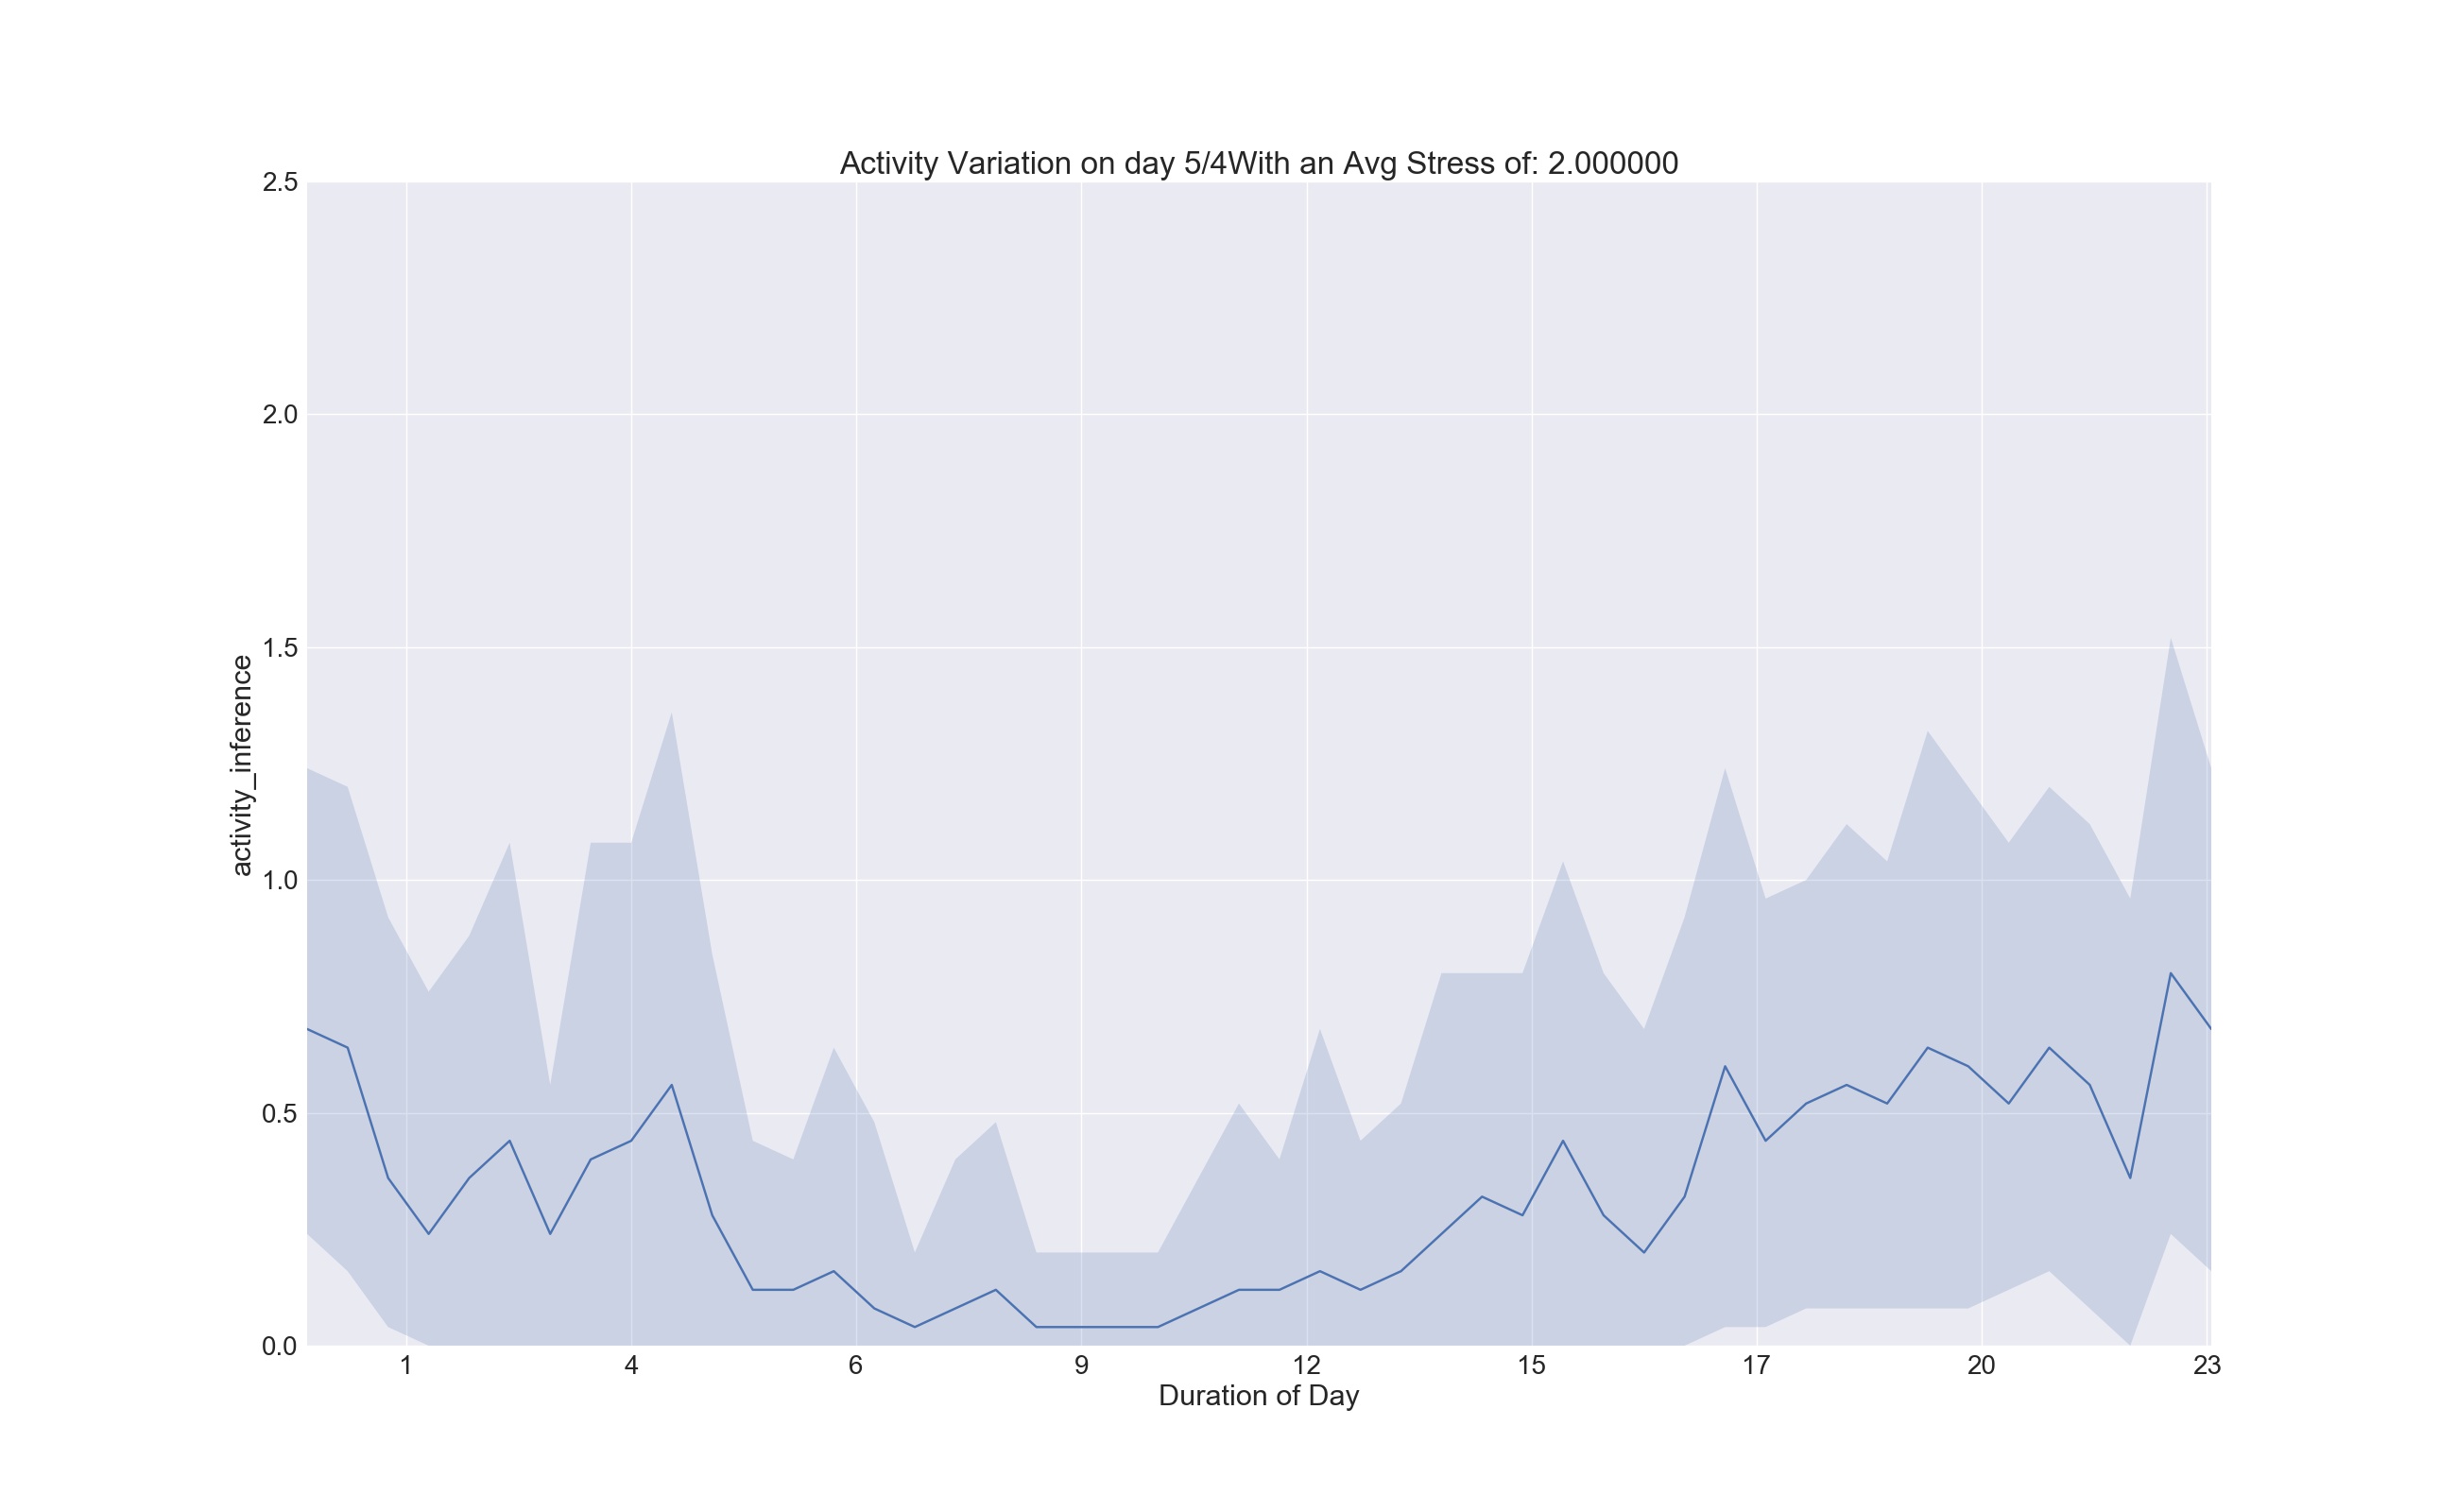 Activity Variation on day 5/4With an Avg Stress of: 2.000000
2.5
2.0
1.5
1.0
0.5
0.0
activity_inference
1 4 6 9 12 15 17 20 23
Duration of Day